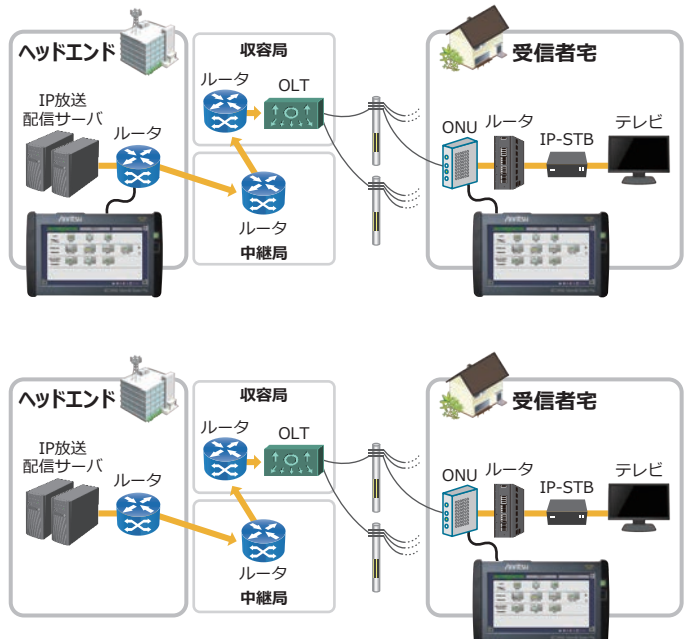 ヘッドエンド
収容局
受信者宅
ルータ
OLT
IP放送
配信サーバ
ルータ
ONU
ルータ
IP-STB
テレビ
ルータ
中継局
Anritsu
Anritsu
ヘッドエンド
収容局
受信者宅
ルータ
OLT
IP放送
配信サーバ
ルータ
ONU
ルータ
IP-STB
テレビ
ルータ
中継局
Anritsu